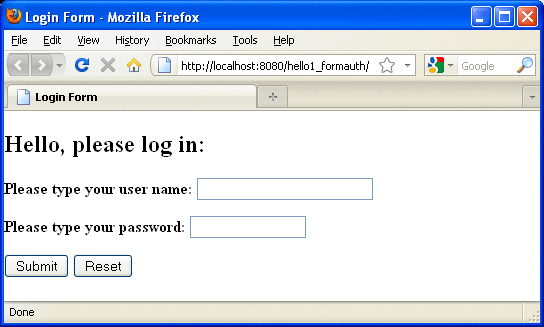 Login Form - Mozilla Firefox
File Edit View History Bookmarks Tools Help
http://localhost:8080/hello1_formauth/ Google
Login Form
Hello, please log in:
Please type your user name:
Please type your password:
Submit Reset
Done